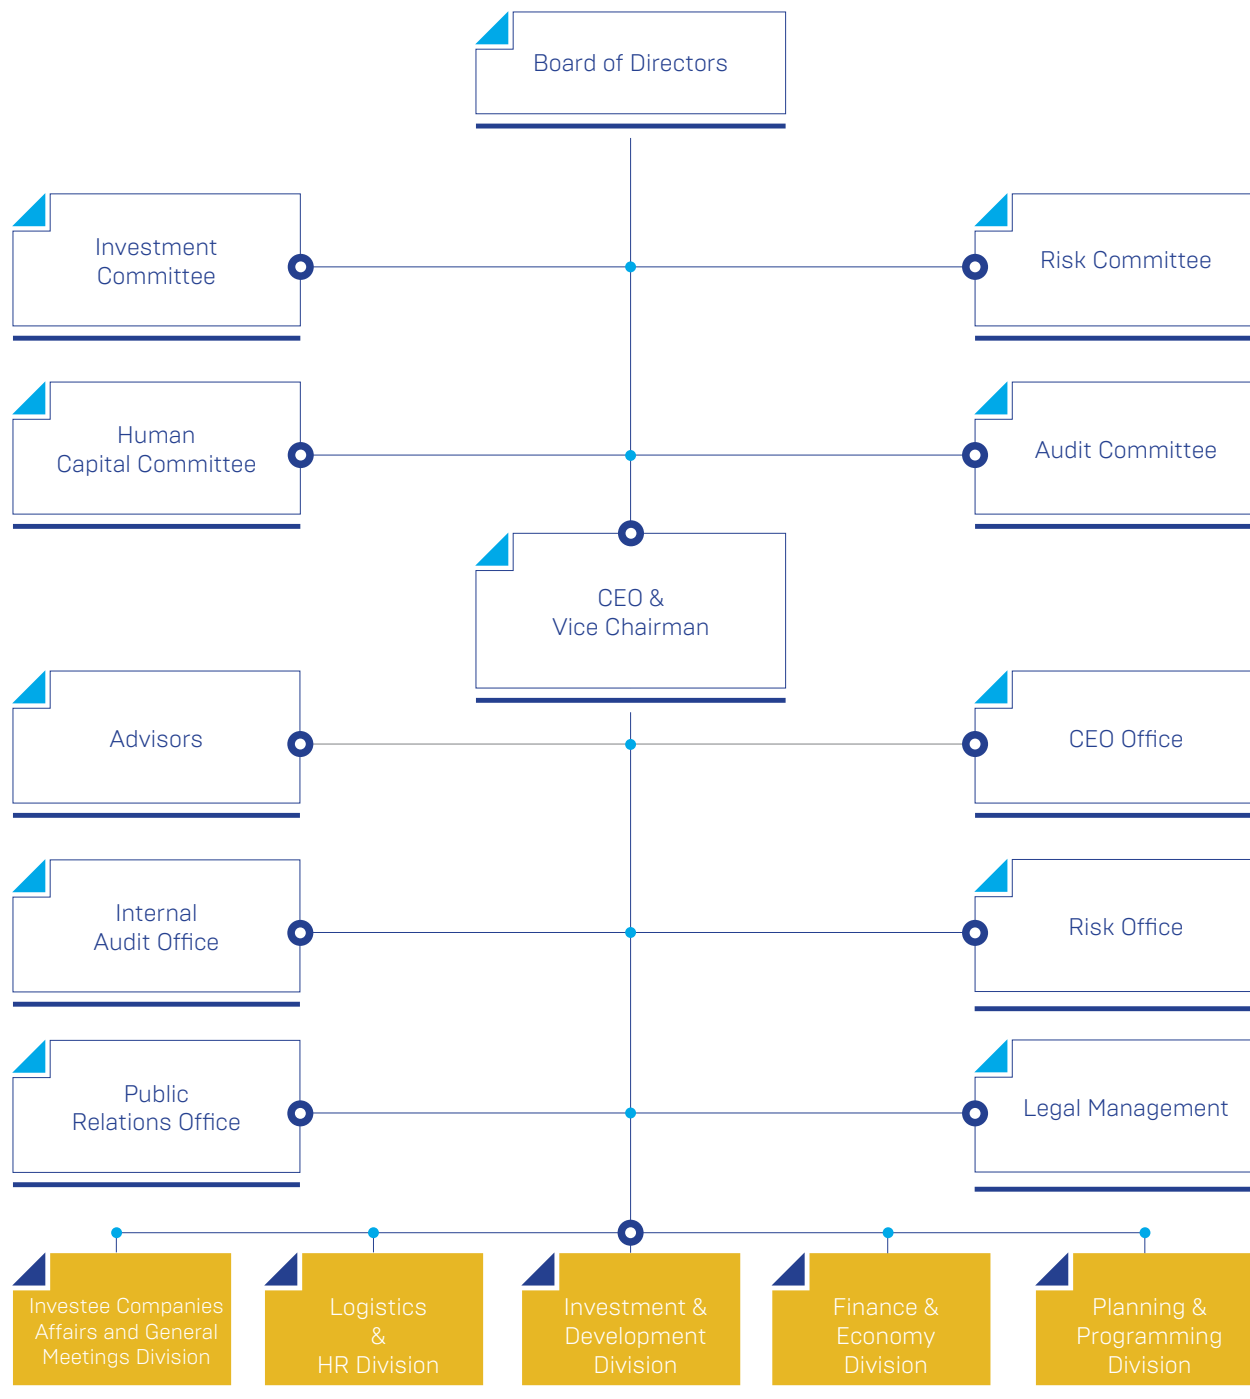 Board of Directors
Investment
Committee
Risk Committee
Human
Capital Committee
Audit Committee
CEO &
Vice Chairman
Advisors
CEO Office
Internal
Audit Office
Risk Office
Public
Relations Office
Legal Management
Investee Companies
Affairs and General
Meetings Division
Logistics
&
HR Division
Investment &
Development
Division
Finance &
Economy
Division
Planning &
Programming
Division